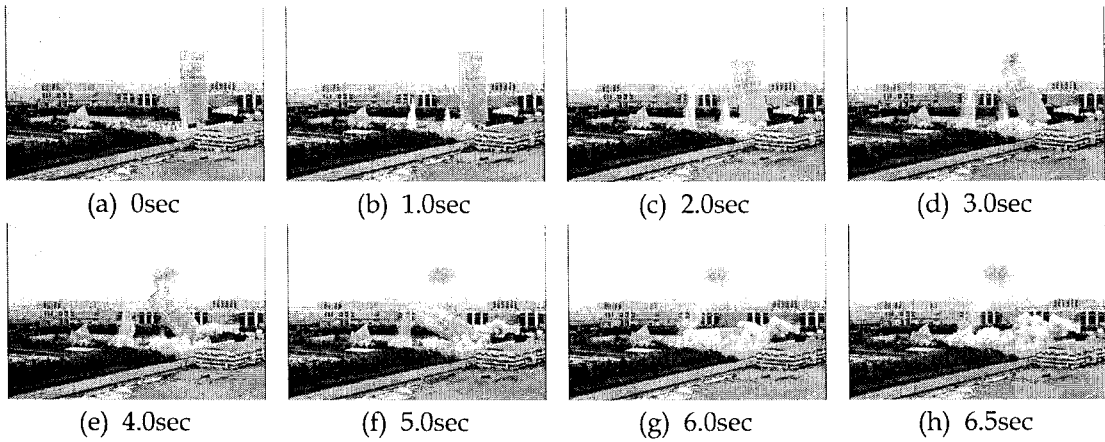 (a) 0sec
(b) 1.0sec
(c) 2.0sec
(d) 3.0sec
(e) 4.0sec
(f) 5.0sec
(g) 6.0sec
(h) 6.5sec